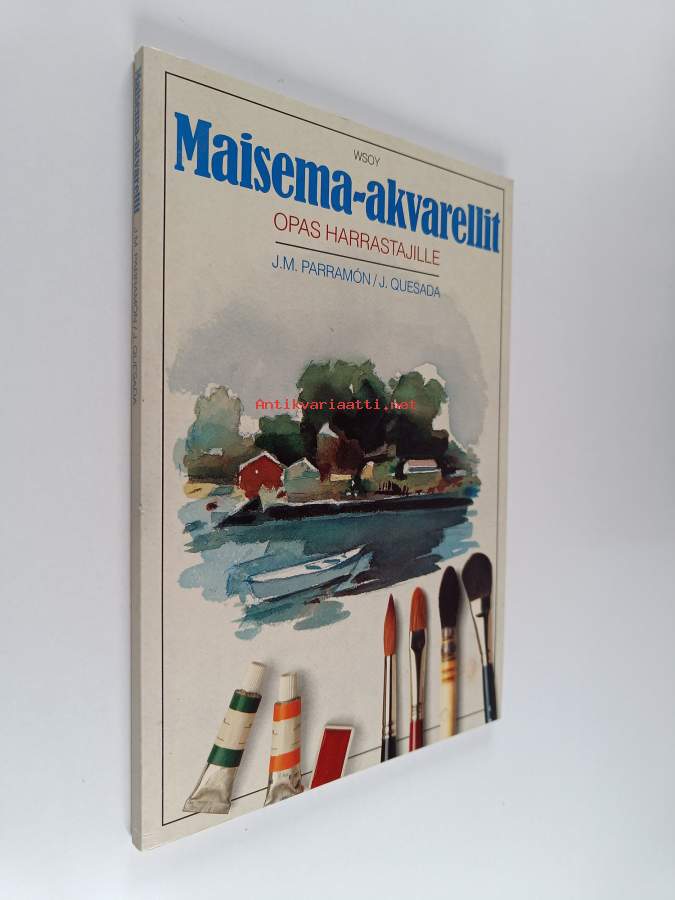 WSOY
Maisema-akvarellit
OPAS HARRASTAJILLE
J.M. PARRAMÓN/J. QUESADA
Maisema-akvarellit J.M. PARRAMÓN/J. QUESADA
Antikvariaatti.net